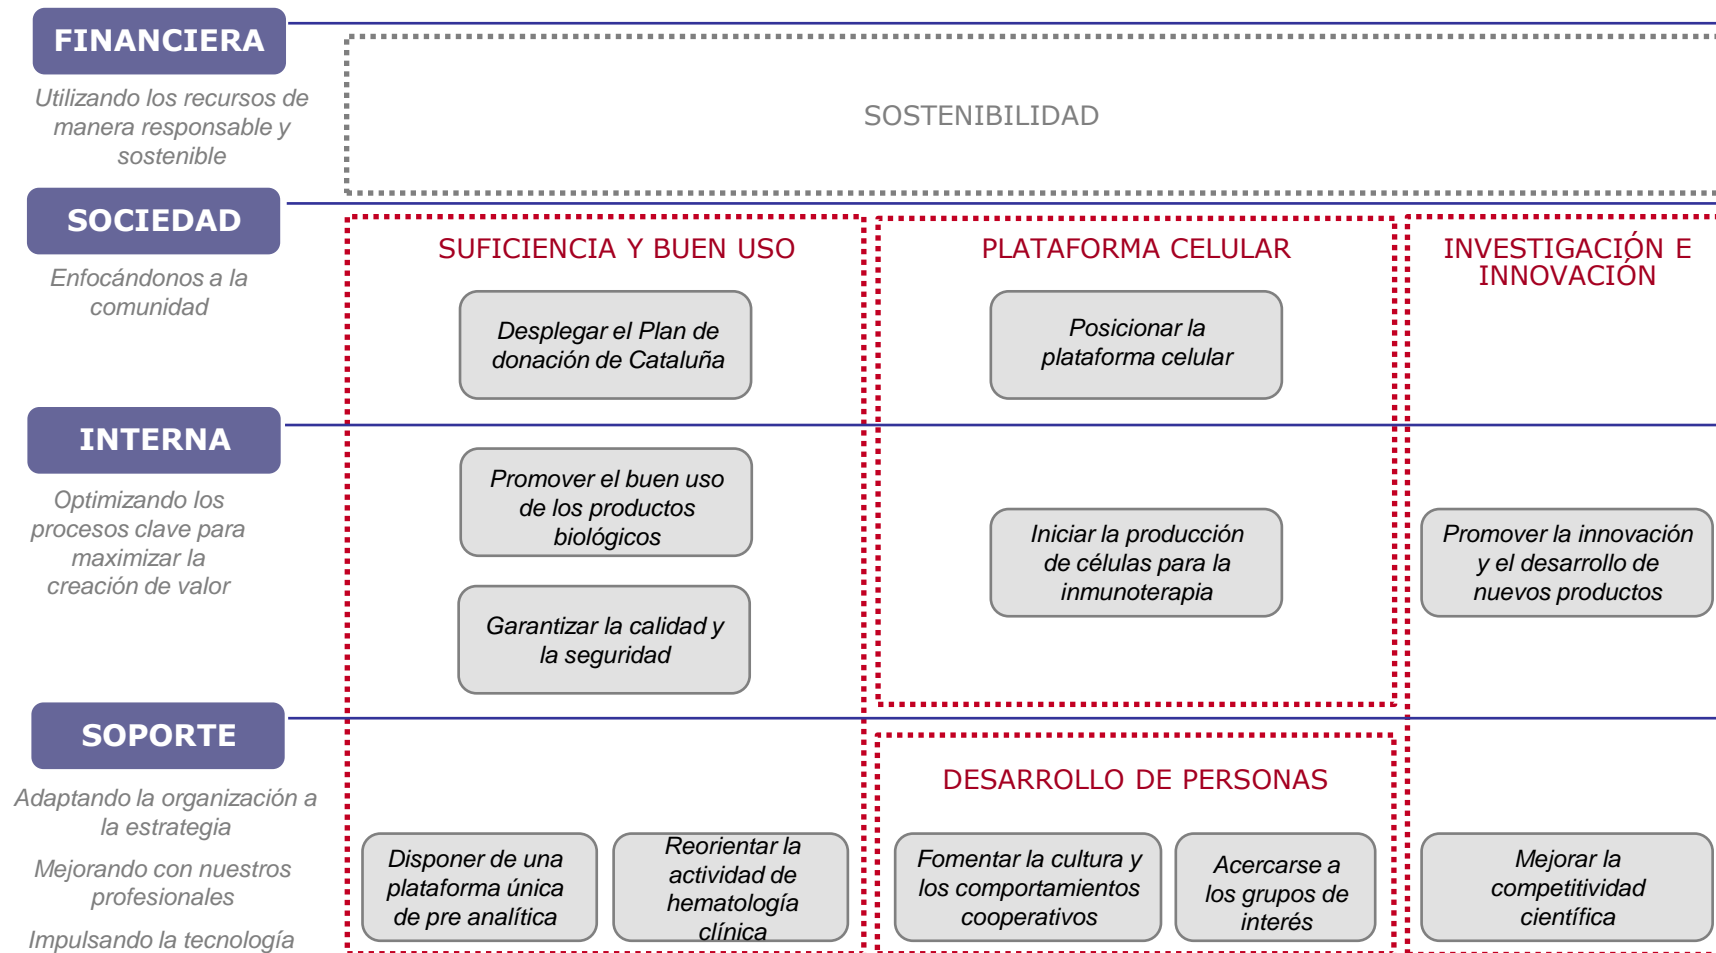 FINANCIERA
Utilizando los recursos de
manera responsable y
sostenible
SOSTENIBILIDAD
SOCIEDAD
Enfocándonos a la
comunidad
SUFICIENCIA Y BUEN USO
Desplegar el Plan de
donación de Cataluña
PLATAFORMA CELULAR
Posicionar la
plataforma celular
INVESTIGACIÓN E
INNOVACIÓN
INTERNA
Optimizando los
procesos clave para
maximizar la
creación de valor
Promover el buen uso
de los productos
biológicos
Garantizar la calidad y
la seguridad
Iniciar la producción
de células para la
inmunoterapia
Promover la innovación
y el desarrollo de
nuevos productos
SOPORTE
Adaptando la organización a
la estrategia
Mejorando con nuestros
profesionales
Impulsando la tecnología
Disponer de una
plataforma única
de pre analítica
Reorientar la
actividad de
hematología
clínica
DESARROLLO DE PERSONAS
Fomentar la cultura y
los comportamientos
cooperativos
Acercarse a
los grupos de
interés
Mejorar la
competitividad
científica